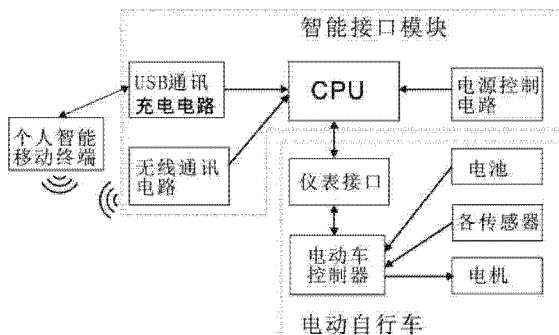 智能接口模块
USB通讯
充电电路
CPU
电源控制
电路
个人智能
移动终端
无线通讯
电路
仪表接口
电池
各传感器
电动车
控制器
电机
电动自行车